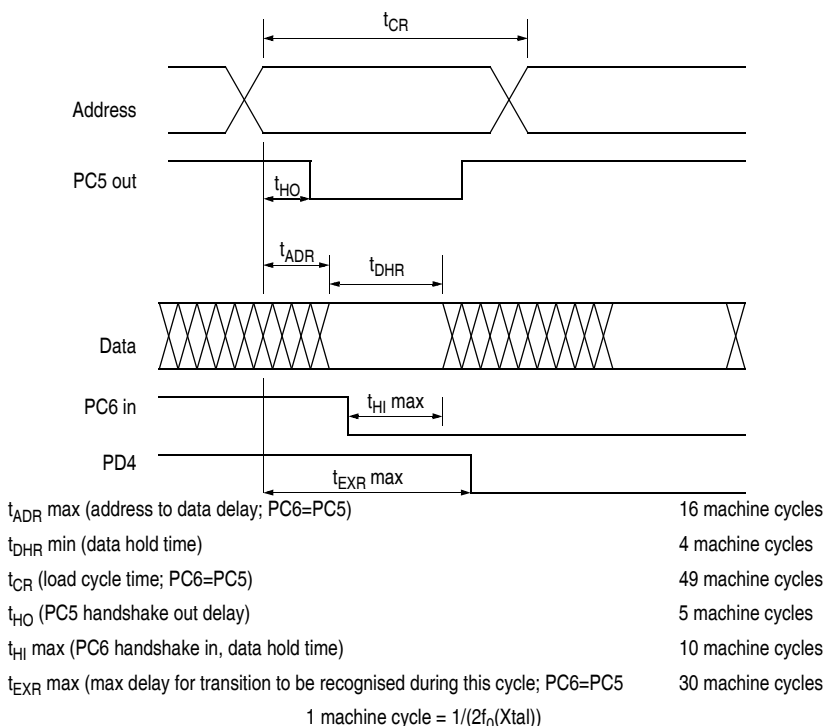 tCR
Address
PC5 out
tHO
tADR
tDHR
Data
PC6 in
tHI max
PD4
tEXR max
tADR max (address to data delay; PC6=PC5) 16 machine cycles
tDHR min (data hold time) 4 machine cycles
tCR (load cycle time; PC6=PC5) 49 machine cycles
tHO (PC5 handshake out delay) 5 machine cycles
tHI max (PC6 handshake in, data hold time) 10 machine cycles
tEXR max (max delay for transition to be recognised during this cycle; PC6=PC5 30 machine cycles
1 machine cycle = 1/(2f0(Xtal))